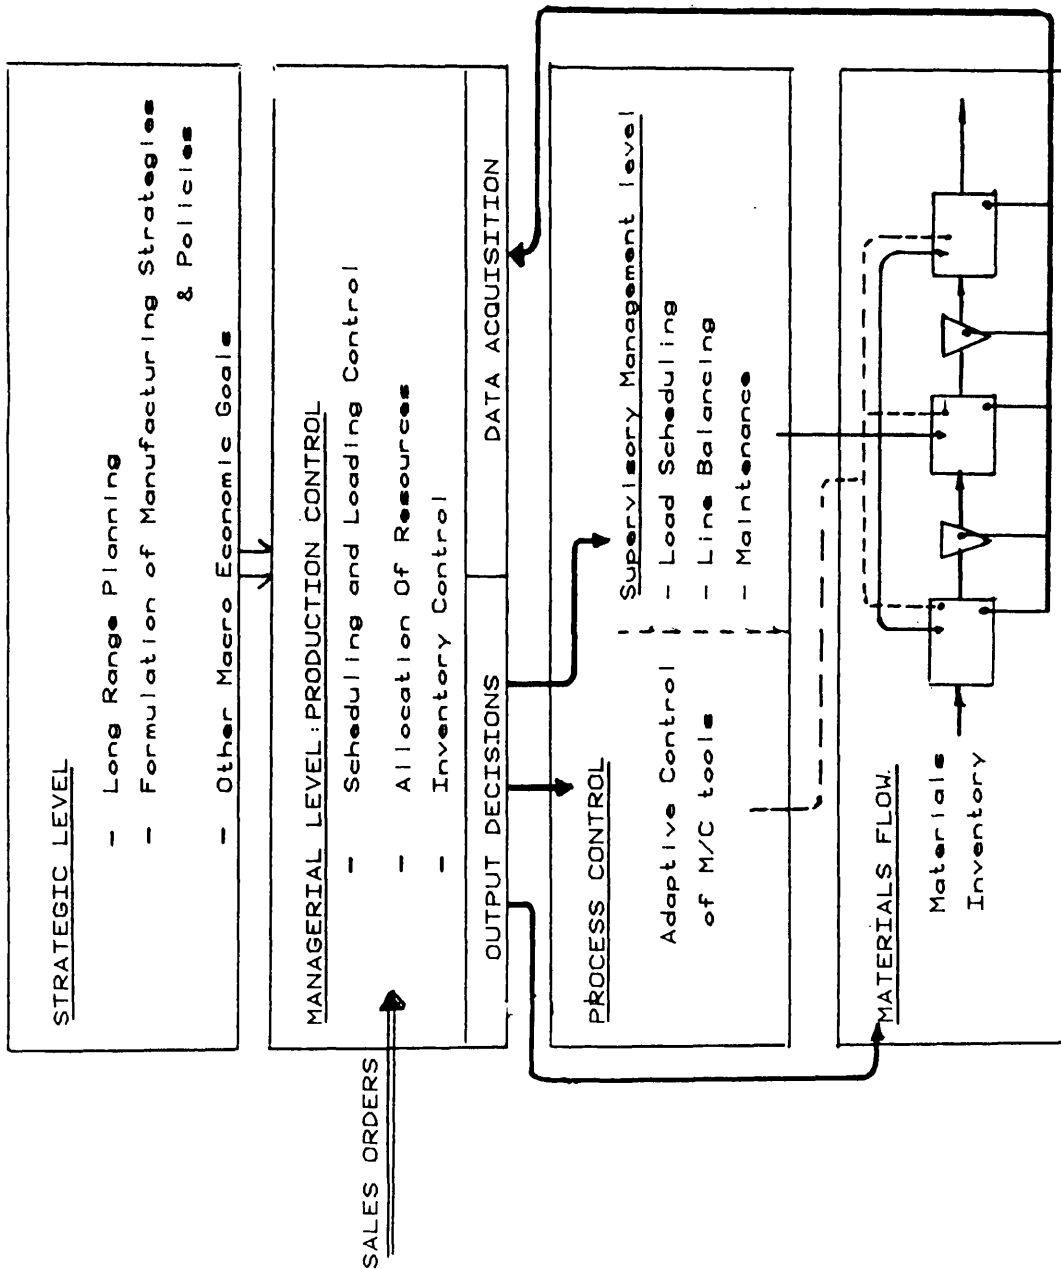 STRATEGIC LEVEL
- Long Range Planning
- Formulation of Manufacturing Strategies
& Policies
- Other Macro Economic Goals
SALES ORDERS
MANAGERIAL LEVEL:PRODUCTION CONTROL
- Scheduling and Loading Control
- Allocation Of Resources
- Inventory Control
OUTPUT DECISIONS
DATA ACQUISITION
PROCESS CONTROL
Adaptive Control
of M/C tools
Supervisory Management level
- Load Scheduling
- Line Balancing
- Maintenance
MATERIALS FLOW.
Materials
Inventory